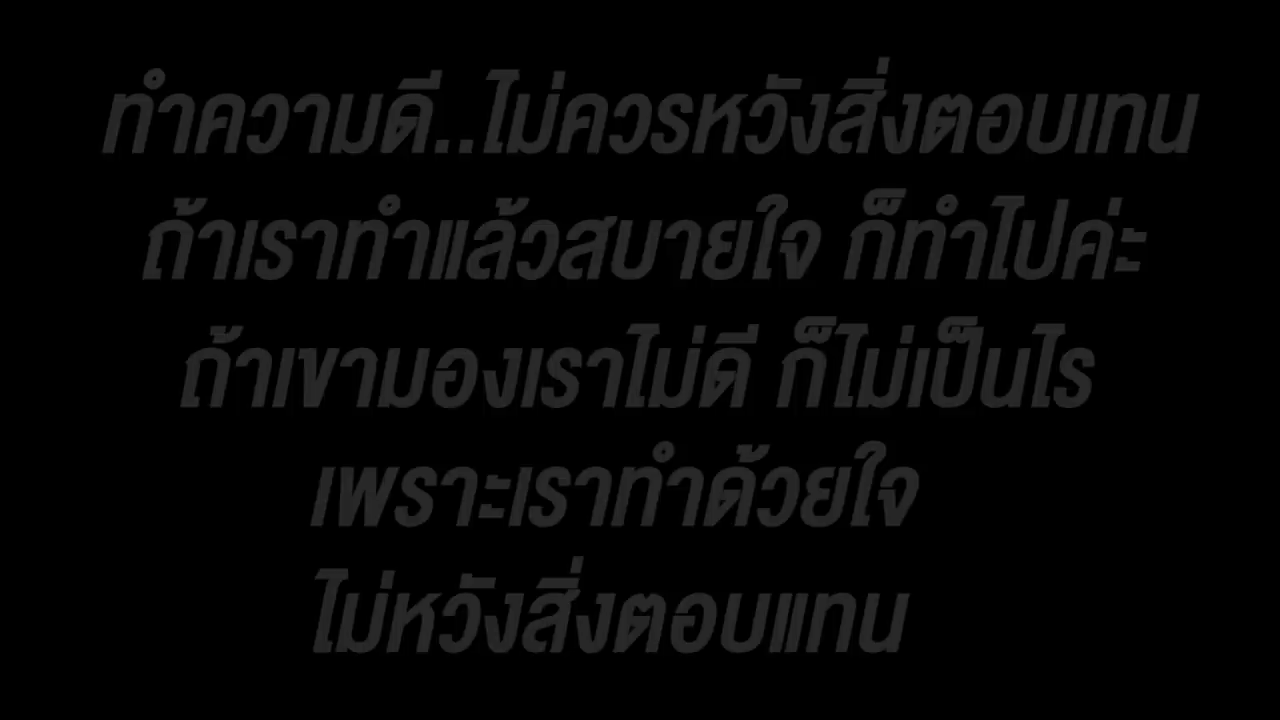 ทำความดี..ไม่ควรหวังสิ่งตอบเทน
ถ้าเราทำแล้วสบายใจ ก็ทำไปค่ะ
ถ้าเขามองเราไม่ดี ก็ไม่เป็นไร
เพราะเราทำด้วยใจ
ไม่หวังสิ่งตอบแทน